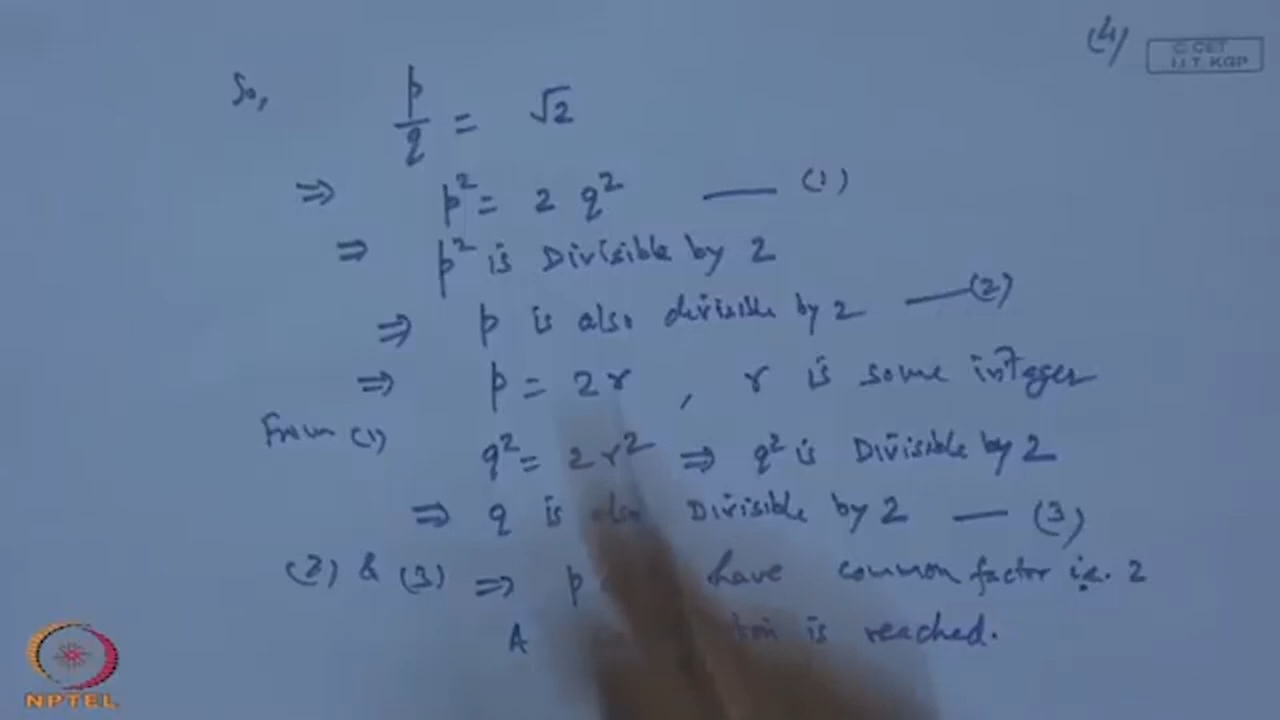 (4)
C CET
I.I.T. KGP
So, p/q = √2
⇒ p² = 2 q² — (1)
⇒ p² is Divisible by 2
⇒ p is also divisible by 2 — (2)
⇒ p = 2r , r is some integer
From (1)
q² = 2r² ⇒ q² is Divisible by 2
⇒ q is also Divisible by 2 — (3)
(2) & (3) ⇒ p have common factor i.e. 2
A is reached.
NPTEL